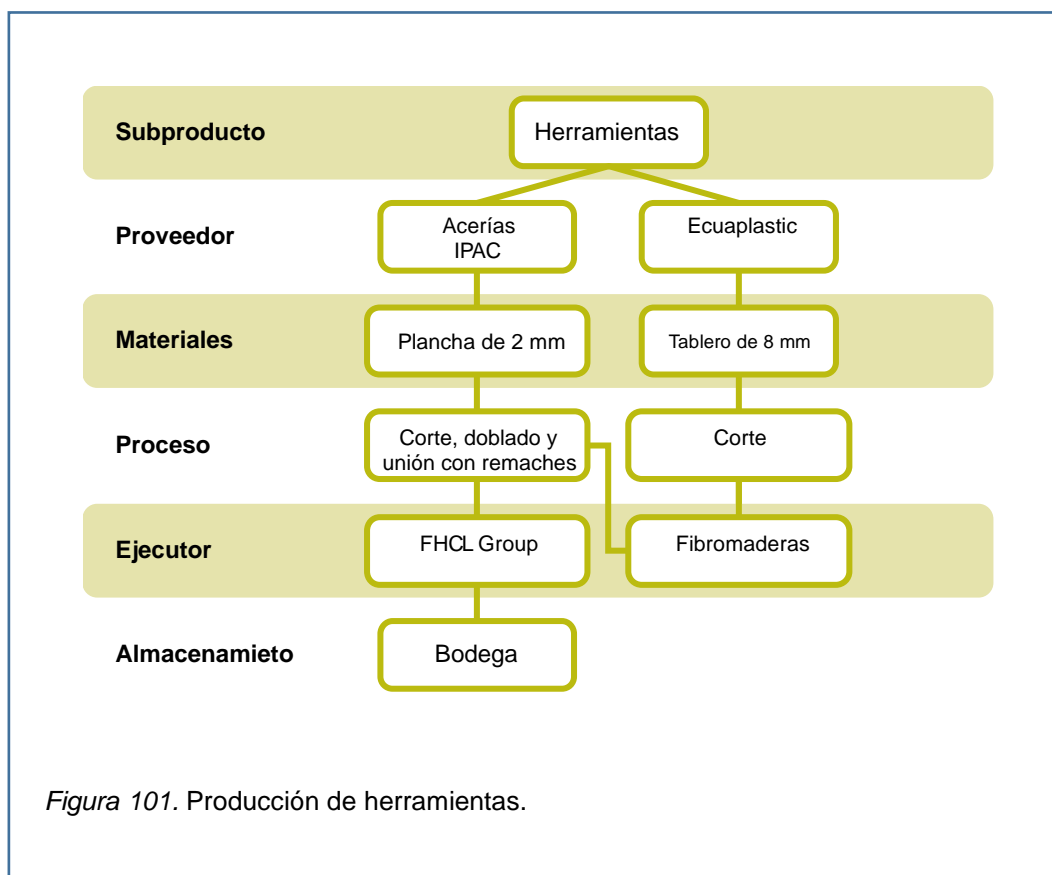 Subproducto
Herramientas
Proveedor
Acerías
IPAC
Ecuaplastic
Materiales
Plancha de 2 mm
Tablero de 8 mm
Proceso
Corte, doblado y
unión con remaches
Corte
Ejecutor
FHCL Group
Fibromaderas
Almacenamieto
Bodega
Figura 101. Producción de herramientas.